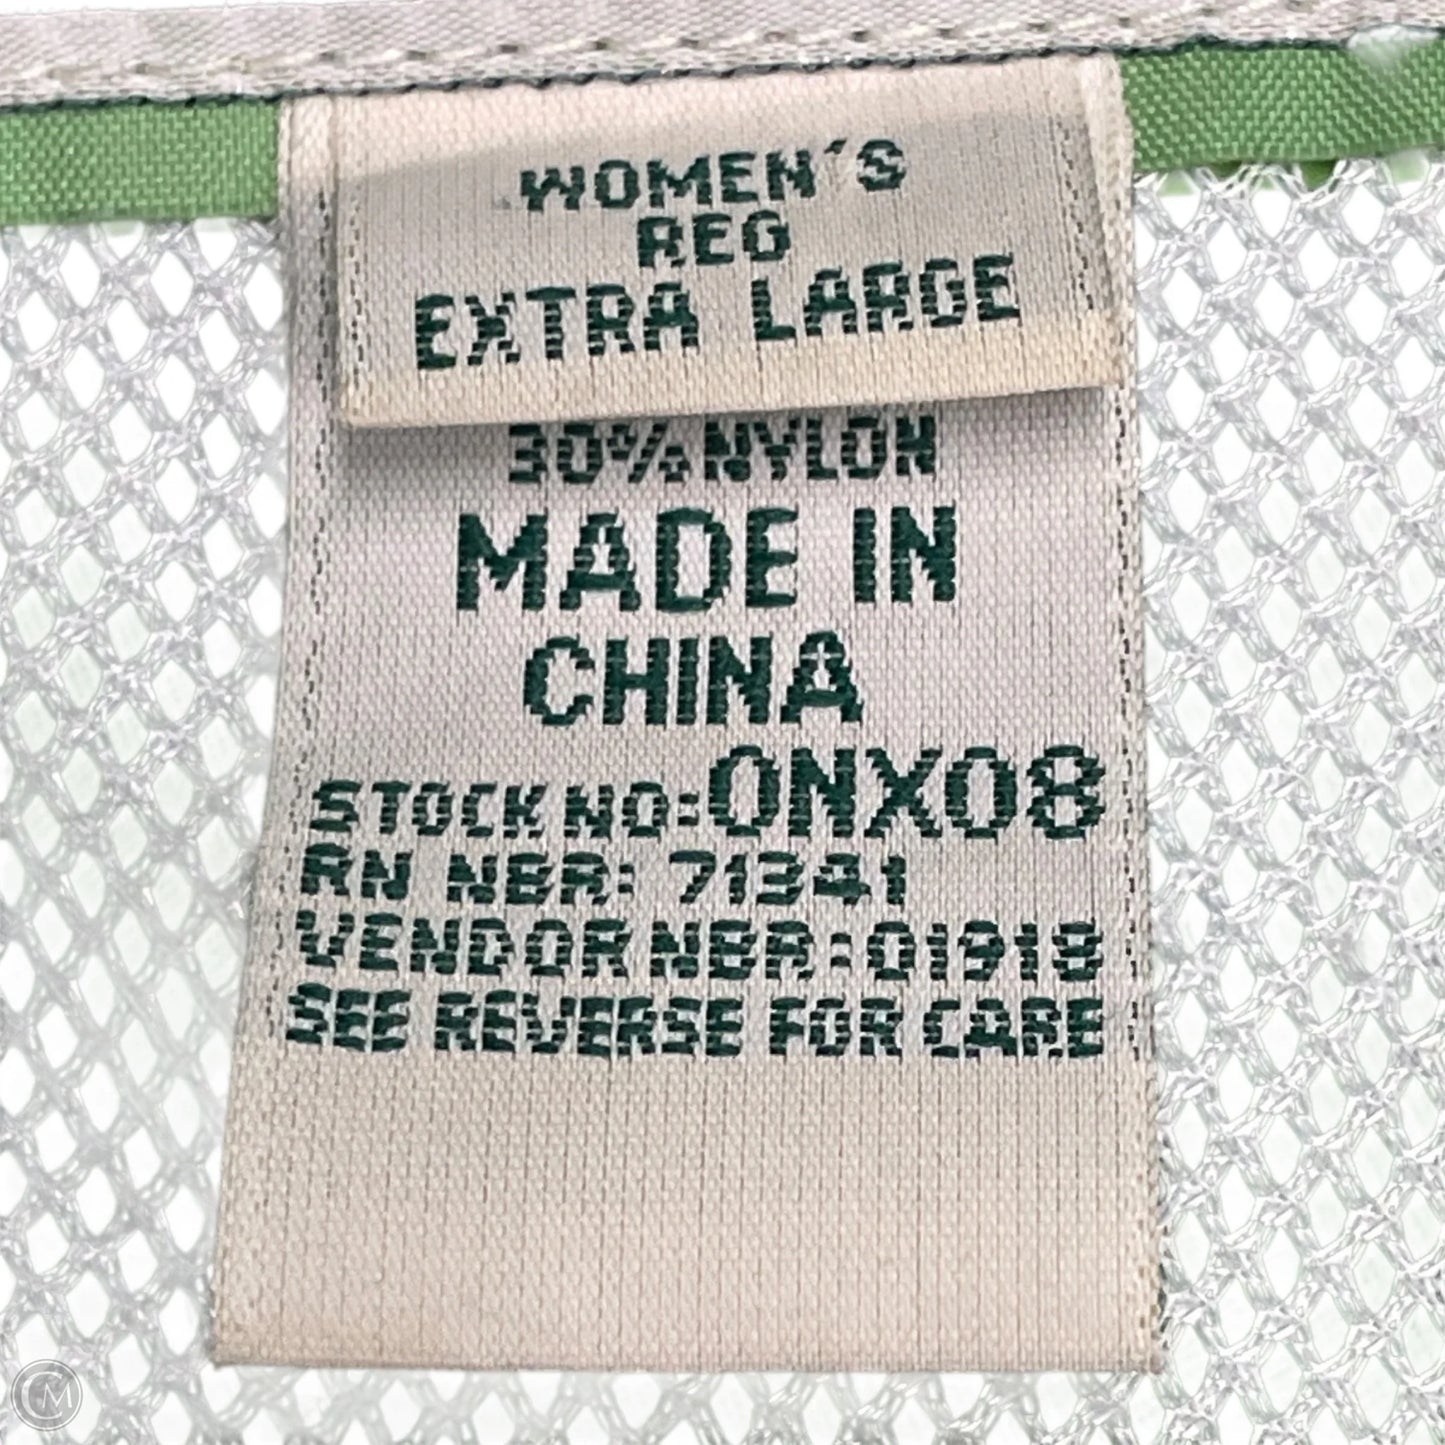 WOMEN'S
REG
EXTRA LARGE
30% NYLON
MADE IN
CHINA
STOCK NO: 0NX08
RN NBR: 71341
VENDOR NBR: 01918
SEE REVERSE FOR CARE
CM